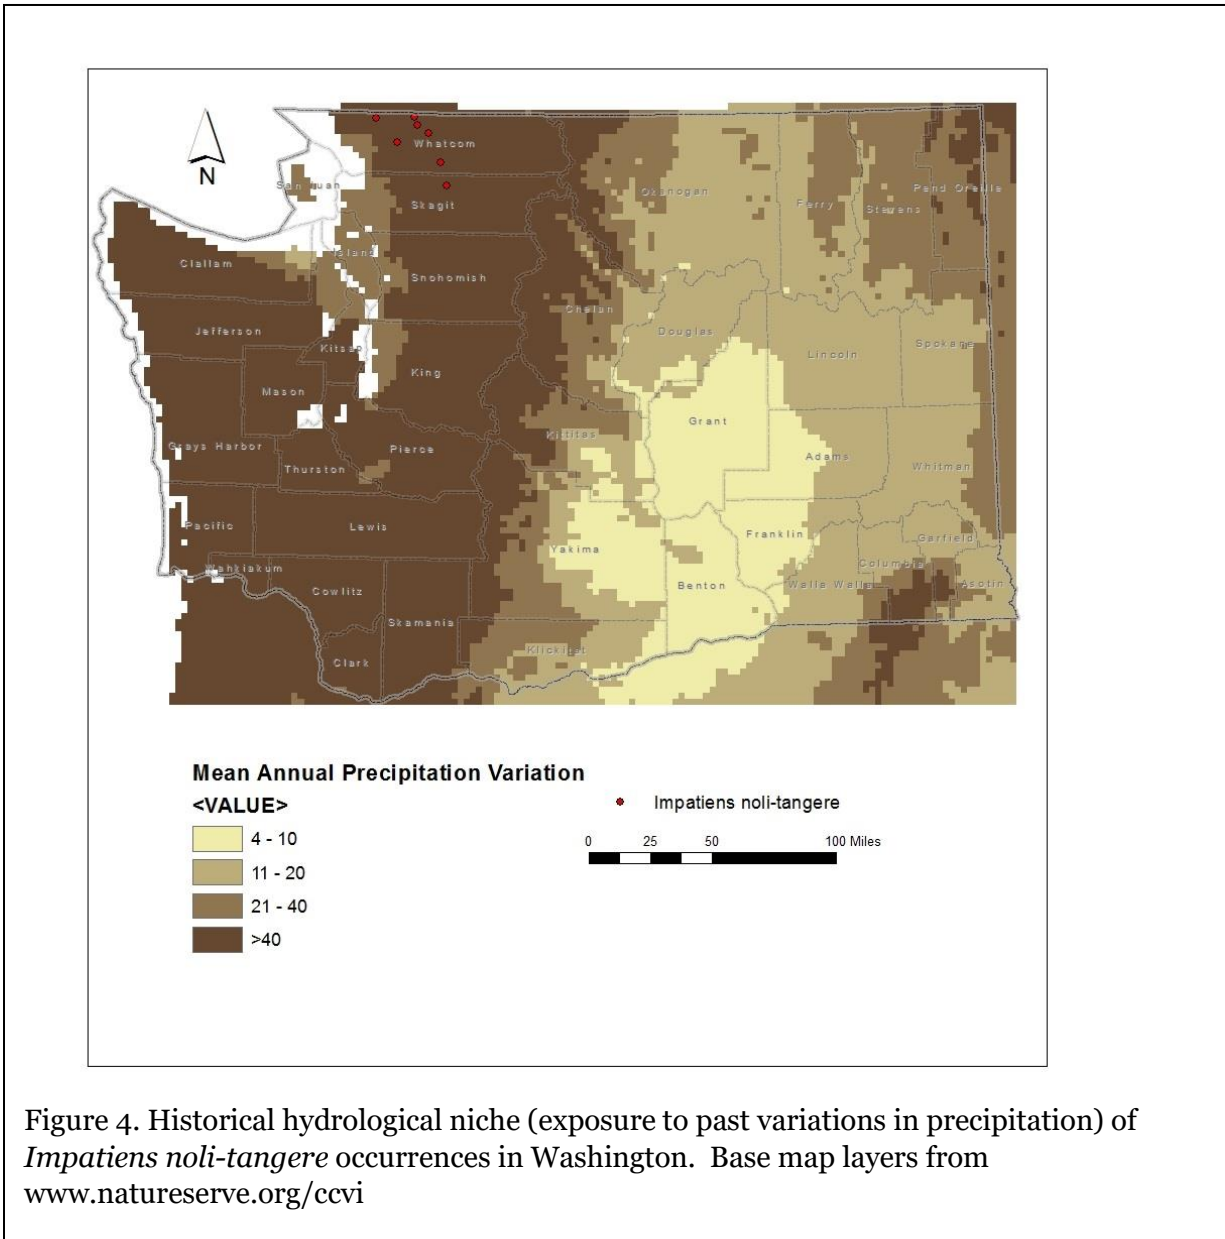 N
Whatcom
San Juan
Skagit
Okanogan
Ferry
Stevens
Pend Oreille
Island
Clallam
Snohomish
Chelan
Jefferson
Douglas
Lincoln
Spokane
Kitsap
King
Mason
Grant
Grays Harbor
Pierce
Kittitas
Adams
Whitman
Thurston
Pacific
Lewis
Yakima
Franklin
Garfield
Columbia
Wahkiakum
Cowlitz
Benton
Walla Walla
Asotin
Skamania
Klickitat
Clark
Mean Annual Precipitation Variation
<VALUE>
4 - 10
11 - 20
21 - 40
>40
Impatiens noli-tangere
0 25 50 100 Miles
Figure 4. Historical hydrological niche (exposure to past variations in precipitation) of
Impatiens noli-tangere occurrences in Washington. Base map layers from
www.natureserve.org/ccvi